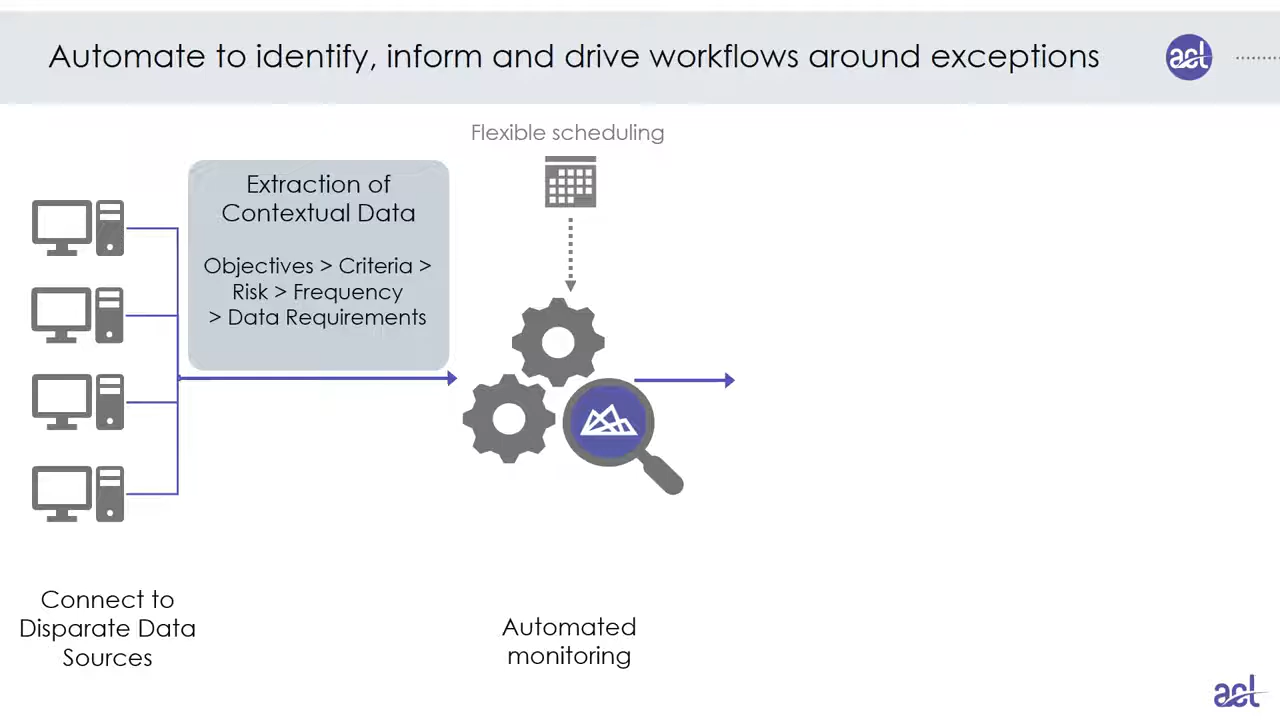 Automate to identify, inform and drive workflows around exceptions
acl
Flexible scheduling
Extraction of
Contextual Data
Objectives > Criteria >
Risk > Frequency
> Data Requirements
Connect to
Disparate Data
Sources
Automated
monitoring
acl